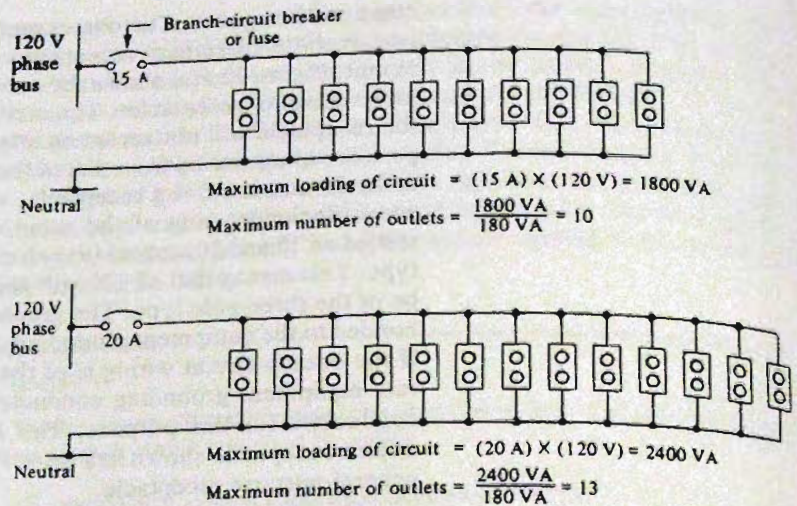 Branch-circuit breaker
or fuse
120 V
phase
bus
15 A
Maximum loading of circuit = (15 A) X (120 V) = 1800 VA
Neutral
Maximum number of outlets = 1800 VA / 180 VA = 10
120 V
phase
bus
20 A
Maximum loading of circuit = (20 A) X (120 V) = 2400 VA
Neutral
Maximum number of outlets = 2400 VA / 180 VA = 13